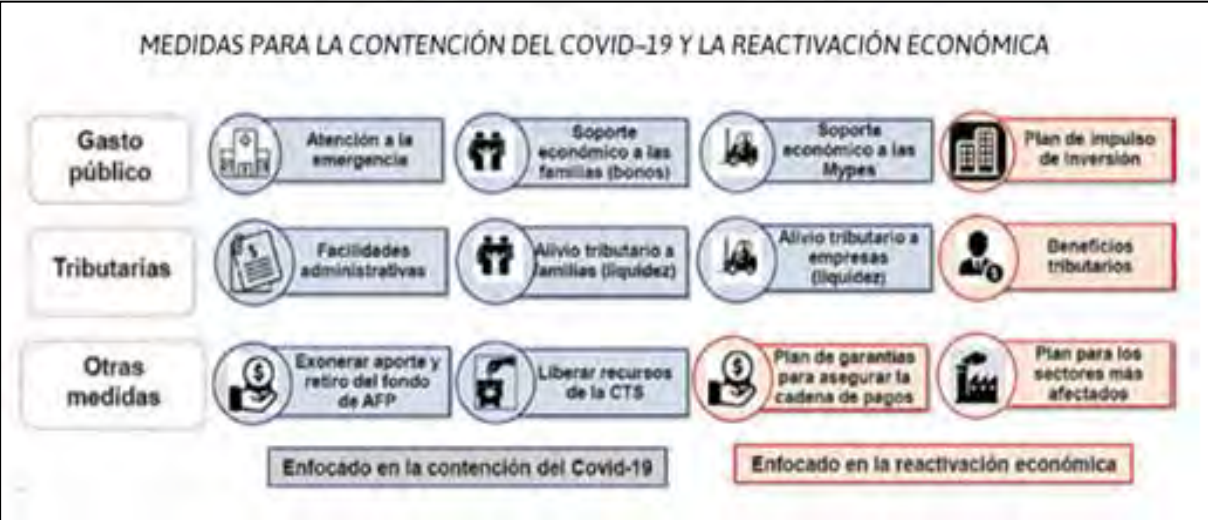 MEDIDAS PARA LA CONTENCIÓN DEL COVID-19 Y LA REACTIVACIÓN ECONÓMICA
Gasto
público
Atención a la
emergencia
Soporte
económico a las
familias (bonos)
Soporte
económico a las
Mypes
Plan de impulso
de inversión
Tributarias
Facilidades
administrativas
Alivio tributario a
familias (liquidez)
Alivio tributario a
empresas
(liquidez)
Beneficios
tributarios
Otras
medidas
Exonerar aporte y
retiro del fondo
de AFP
Liberar recursos
de la CTS
Plan de garantías
para asegurar la
cadena de pagos
Plan para los
sectores más
afectados
Enfocado en la contención del Covid-19
Enfocado en la reactivación económica